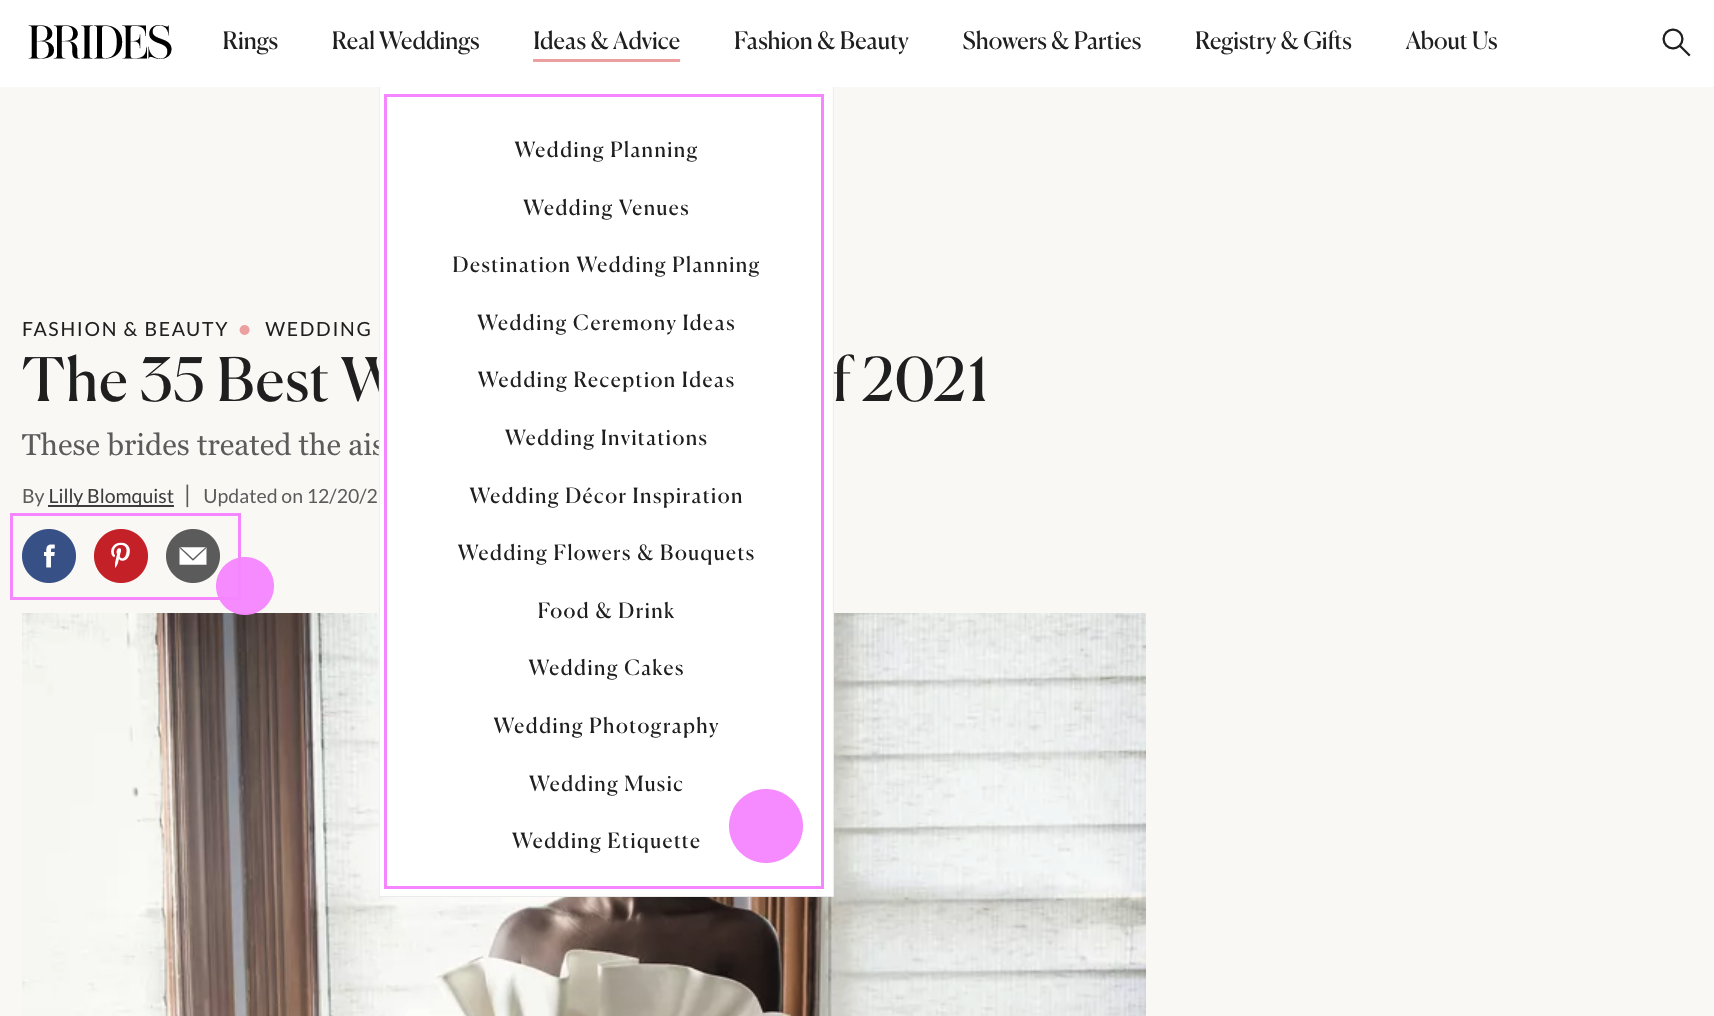 BRIDES
Rings
Real Weddings
Ideas & Advice
Fashion & Beauty
Showers & Parties
Registry & Gifts
About Us
Wedding Planning
Wedding Venues
Destination Wedding Planning
Wedding Ceremony Ideas
Wedding Reception Ideas
Wedding Invitations
Wedding Décor Inspiration
Wedding Flowers & Bouquets
Food & Drink
Wedding Cakes
Wedding Photography
Wedding Music
Wedding Etiquette
FASHION & BEAUTY • WEDDING
The 35 Best W f 2021
These brides treated the ais
By Lilly Blomquist | Updated on 12/20/2